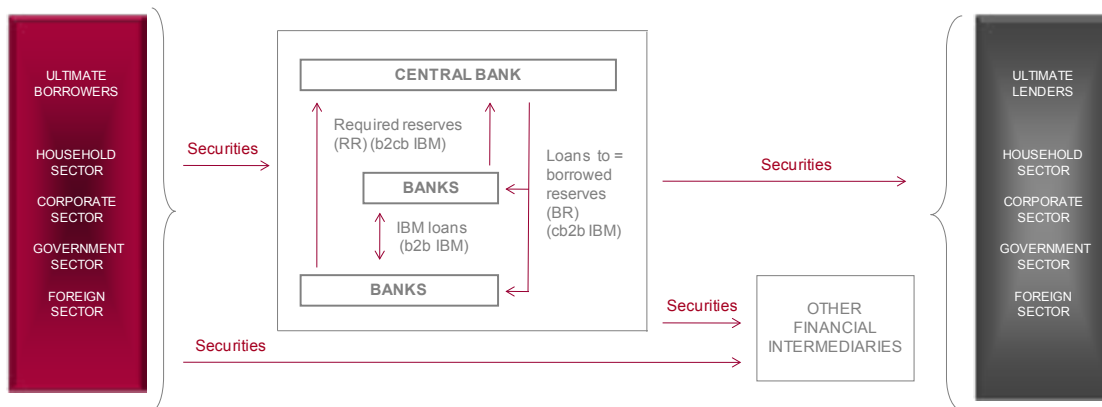 ULTIMATE
BORROWERS
HOUSEHOLD
SECTOR
CORPORATE
SECTOR
GOVERNMENT
SECTOR
FOREIGN
SECTOR
Securities
CENTRAL BANK
Required reserves
(RR) (b2cb IBM)
BANKS
IBM loans
(b2b IBM)
BANKS
Loans to =
borrowed
reserves
(BR)
(cb2b IBM)
Securities
Securities
Securities
OTHER
FINANCIAL
INTERMEDIARIES
ULTIMATE
LENDERS
HOUSEHOLD
SECTOR
CORPORATE
SECTOR
GOVERNMENT
SECTOR
FOREIGN
SECTOR